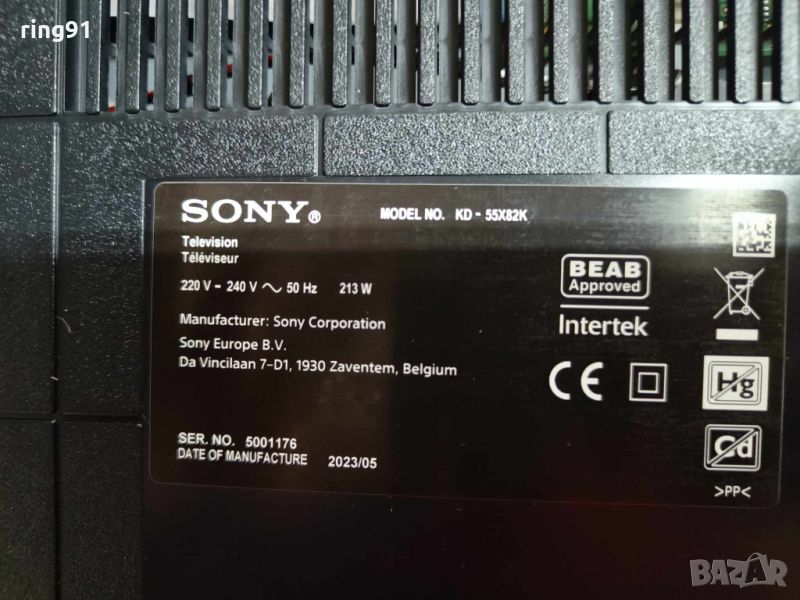 ring91
SONY® MODEL NO. KD - 55X82K
Television
Téléviseur
220 V - 240 V ~ 50 Hz 213 W
Manufacturer: Sony Corporation
Sony Europe B.V.
Da Vincilaan 7-D1, 1930 Zaventem, Belgium
BEAB
Approved
Intertek
CE
Hg
Cd
>PP<
SER. NO. 5001176
DATE OF MANUFACTURE 2023/05
BAZAR